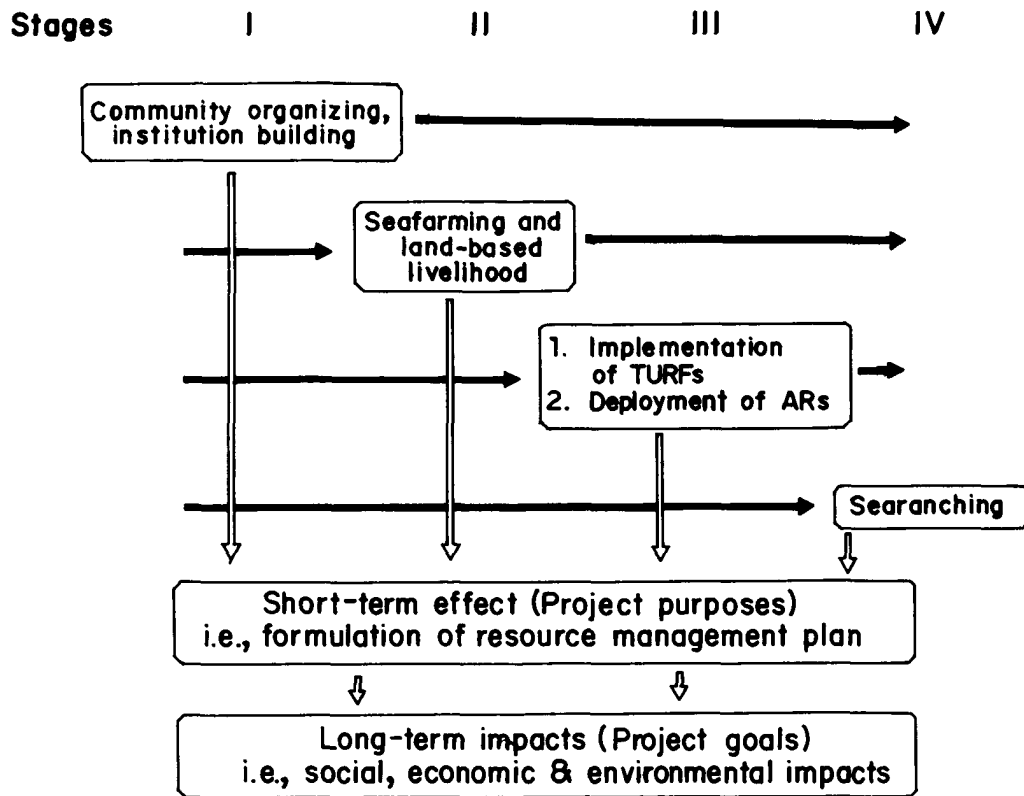 Stages I II III IV
Community organizing,
institution building
Seafarming and
land-based
livelihood
1. Implementation
of TURFs
2. Deployment of ARs
Searanching
Short-term effect (Project purposes)
i.e., formulation of resource management plan
Long-term impacts (Project goals)
i.e., social, economic & environmental impacts